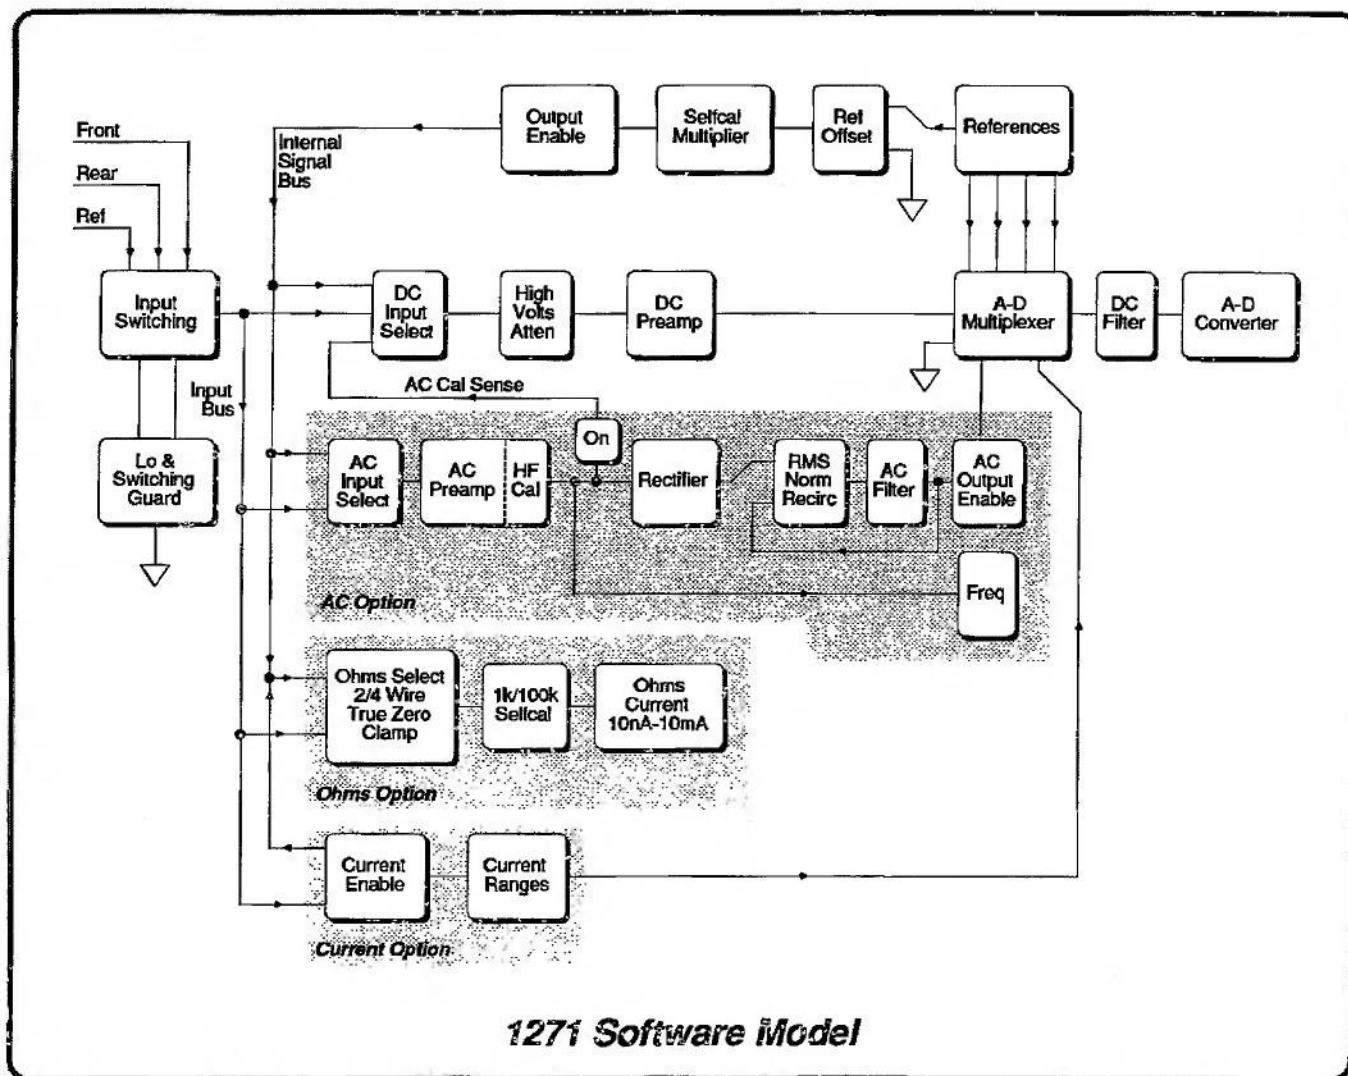 Front
Rear
Ref
Internal
Signal
Bus
Output
Enable
Selfcal
Multiplier
Ref
Offset
References
Input
Switching
DC
Input
Select
High
Volts
Atten
DC
Preamp
A-D
Multiplexer
DC
Filter
A-D
Converter
Input
Bus
AC Cal Sense
Lo &
Switching
Guard
AC
Input
Select
AC
Preamp
HF
Cal
On
Rectifier
RMS
Norm
Recirc
AC
Filter
AC
Output
Enable
Freq
AC Option
Ohms Select
2/4 Wire
True Zero
Clamp
1k/100k
Selfcal
Ohms
Current
10nA-10mA
Ohms Option
Current
Enable
Current
Ranges
Current Option
1271 Software Model